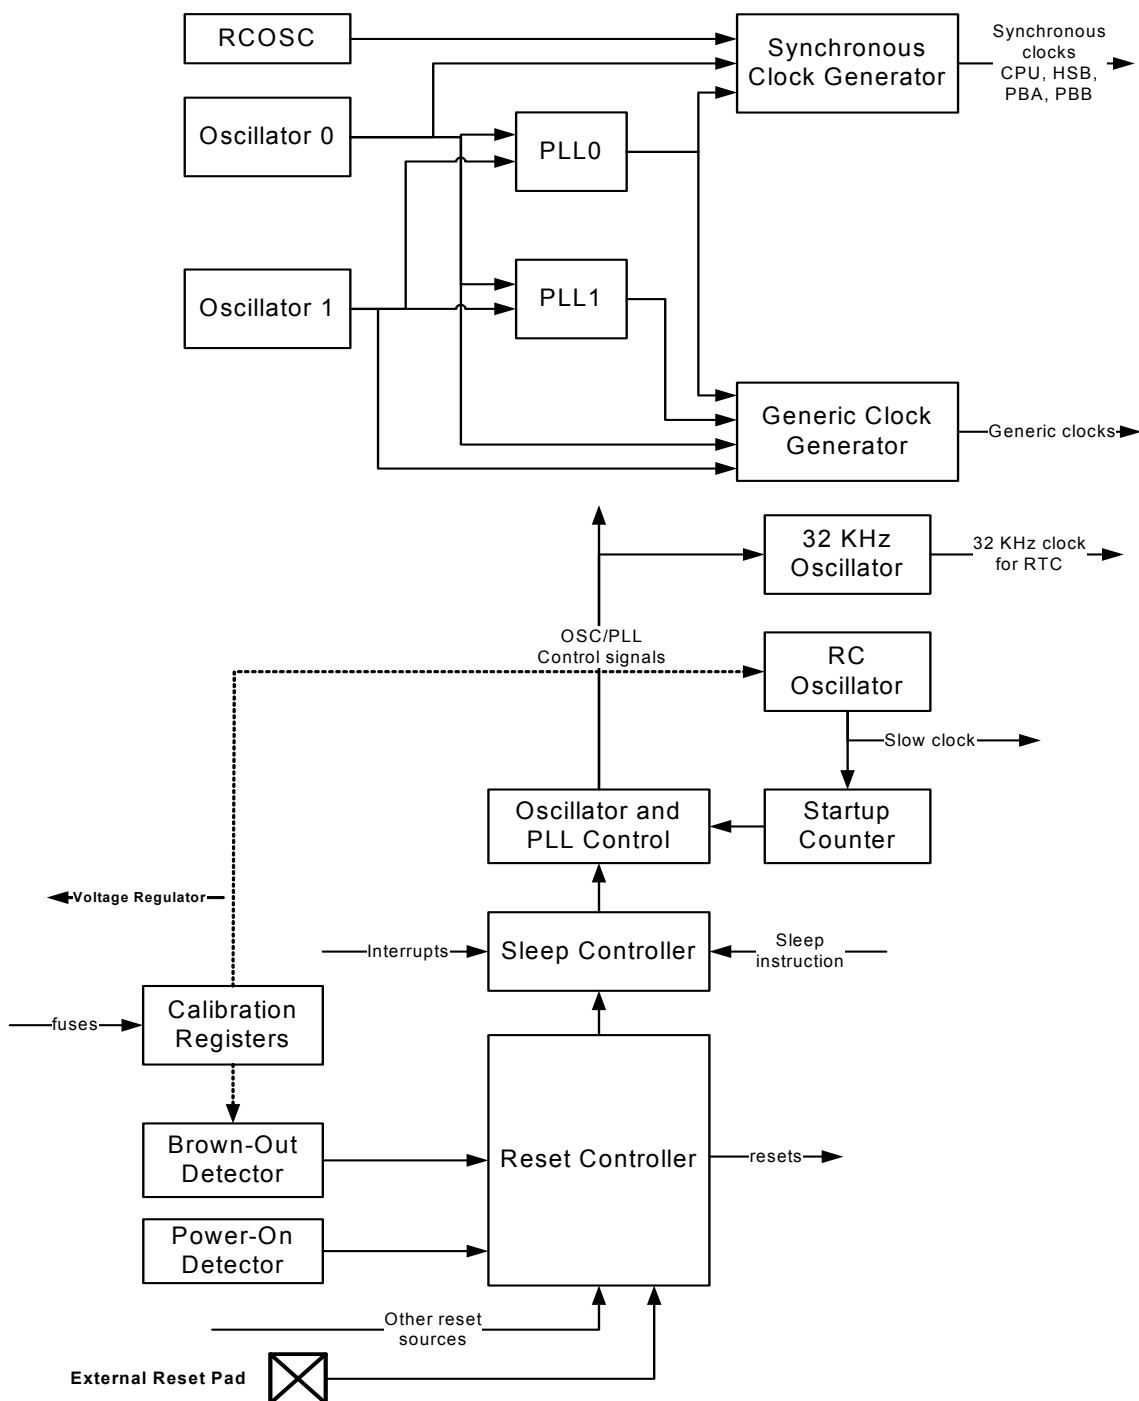 RCOSC
Synchronous
Clock Generator
Synchronous
clocks
CPU, HSB,
PBA, PBB
Oscillator 0
PLL0
Oscillator 1
PLL1
Generic Clock
Generator
Generic clocks
32 KHz
Oscillator
32 KHz clock
for RTC
OSC/PLL
Control signals
RC
Oscillator
Slow clock
Oscillator and
PLL Control
Startup
Counter
Voltage Regulator
Interrupts
Sleep Controller
Sleep
instruction
fuses
Calibration
Registers
Brown-Out
Detector
Reset Controller
resets
Power-On
Detector
Other reset
sources
External Reset Pad